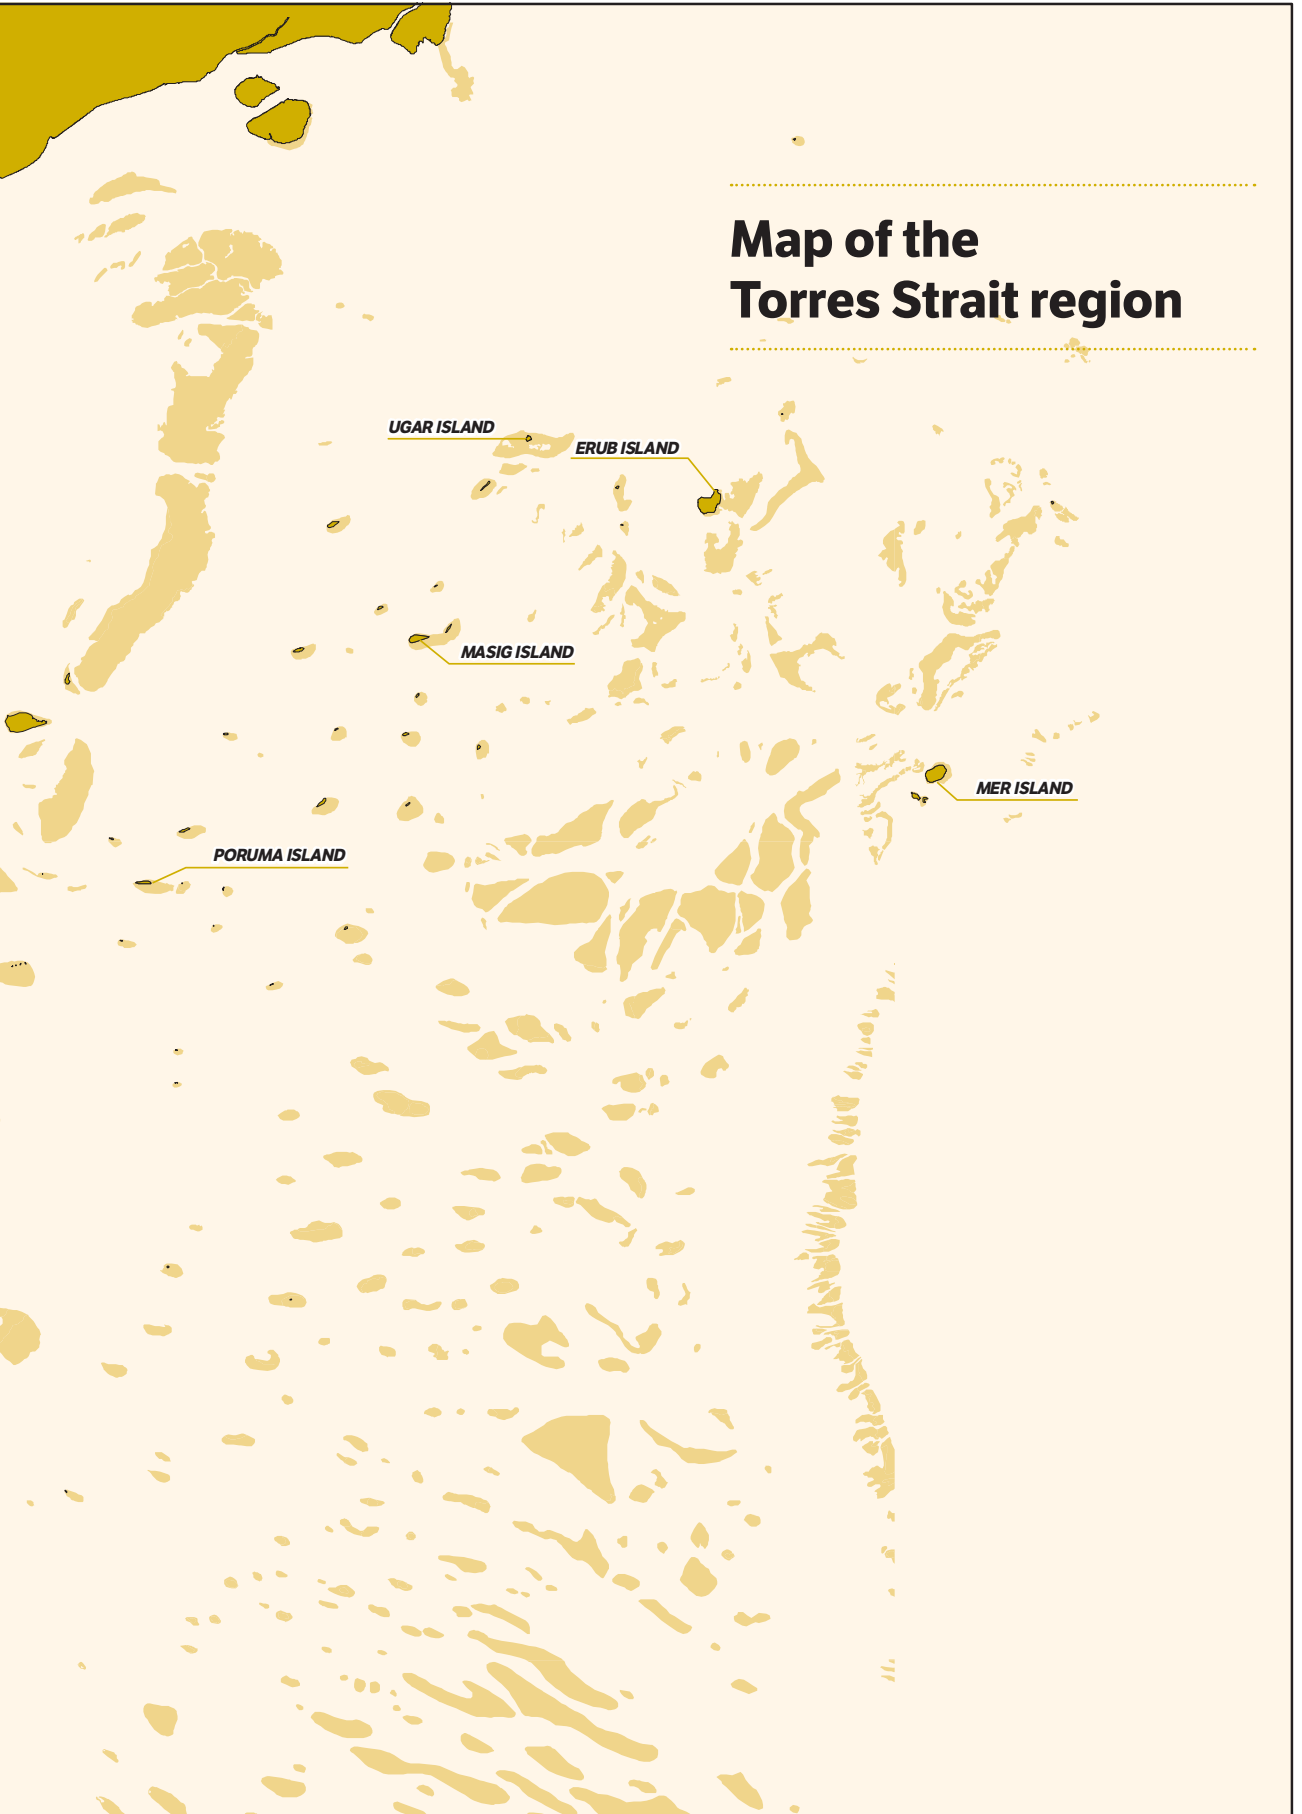 Map of the
Torres Strait region
UGAR ISLAND
ERUB ISLAND
MASIG ISLAND
MER ISLAND
PORUMA ISLAND